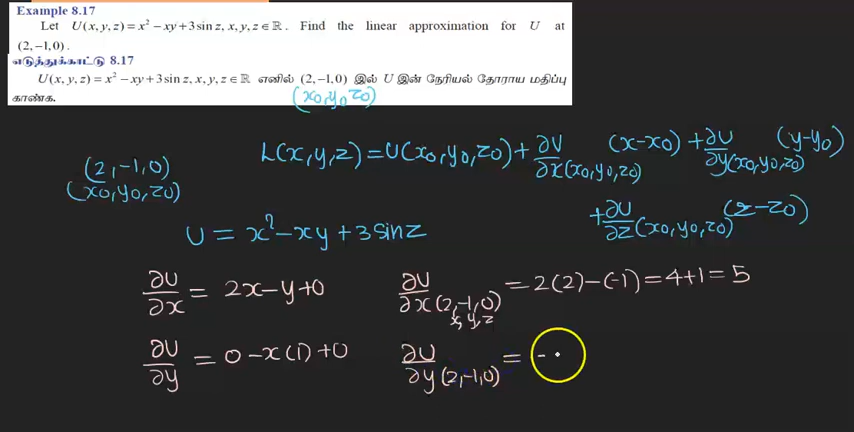 Example 8.17
Let U(x, y, z) = x² − xy + 3 sin z, x, y, z ∈ ℝ. Find the linear approximation for U at
(2, −1, 0).
எடுத்துக்காட்டு 8.17
U(x, y, z) = x² − xy + 3 sin z, x, y, z ∈ ℝ எனில் (2, −1, 0) இல் U இன் நேரியல் தோராய மதிப்பு
காண்க.
(x0, y0, z0)
L(x, y, z) = U(x0, y0, z0) + ∂U/∂x (x0, y0, z0) (x − x0) + ∂U/∂y (x0, y0, z0) (y − y0)
+ ∂U/∂z (x0, y0, z0) (z − z0)
(2, −1, 0)
(x0, y0, z0)
U = x² − xy + 3 sin z
∂U/∂x = 2x − y + 0
∂U/∂x (2, −1, 0) = 2(2) − (−1) = 4 + 1 = 5
x, y, z
∂U/∂y = 0 − x(1) + 0
∂U/∂y (2, −1, 0) = −